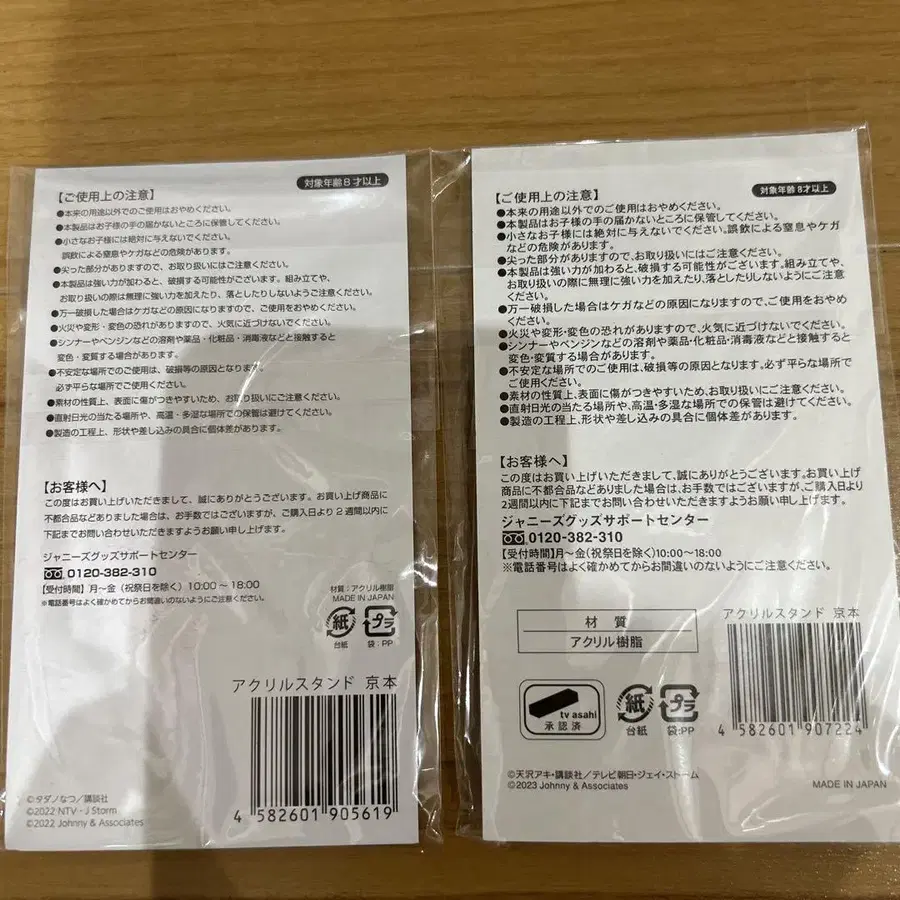 対象年齢8才以上
【ご使用上の注意】
●本来の用途以外でのご使用はおやめください。
●本製品はお子様の手の届かないところに保管してください。
●小さなお子様には絶対に与えないでください。
誤飲による窒息やケガなどの危険があります。
●尖った部分がありますので、お取り扱いにはご注意ください。
●本製品は強い力が加わると、破損する可能性がございます。組み立てや、
お取り扱いの際は無理に強い力を加えたり、落としたりしないようご注意ください。
●万一破損した場合はケガなどの原因になりますので、ご使用をおやめください。
●火災や変形・変色の恐れがありますので、火気に近づけないでください。
●シンナーやベンジンなどの溶剤や薬品・化粧品・消毒液などと接触すると
変色・変質する場合があります。
●不安定な場所でのご使用は、破損等の原因となります。
必ず平らな場所でご使用ください。
●素材の性質上、表面に傷がつきやすいため、お取り扱いにご注意ください。
●直射日光の当たる場所や、高温・多湿な場所での保管は避けてください。
●製造の工程上、形状や差し込みの具合に個体差があります。
【お客様へ】
この度はお買い上げいただきまして、誠にありがとうございます。お買い上げ商品に
不都合品などありました場合は、お手数ではございますが、ご購入日より2週間以内に
下記までお問い合わせいただきますようお願い申し上げます。
ジャニーズグッズサポートセンター
0120-382-310
【受付時間】月～金（祝祭日を除く）10:00～18:00
※電話番号はよく確かめてからお間違いのないようにご注意ください。
材質：アクリル樹脂
MADE IN JAPAN
紙 プラ
台紙 袋：PP
アクリルスタンド 京本
4 582601 905619
©タダノなつ／講談社
©2022 NTV・J Storm
©2022 Johnny & Associates
対象年齢8才以上
【ご使用上の注意】
●本来の用途以外でのご使用はおやめください。
●本製品はお子様の手の届かないところに保管してください。
●小さなお子様には絶対に与えないでください。誤飲による窒息やケガ
などの危険があります。
●尖った部分がありますので、お取り扱いにはご注意ください。
●本製品は強い力が加わると、破損する可能性がございます。組み立てや、
お取り扱いの際に無理に強い力を加えたり、落としたりしないようにご注意
ください。
●万一破損した場合はケガなどの原因になりますので、ご使用をおやめ
ください。
●火災や変形・変色の恐れがありますので、火気に近づけないでください。
●シンナーやベンジンなどの溶剤や薬品・化粧品・消毒液などと接触すると
変色・変質する場合があります。
●不安定な場所でのご使用は、破損等の原因となります。必ず平らな場所で
ご使用ください。
●素材の性質上、表面に傷がつきやすいため、お取り扱いにご注意ください。
●直射日光の当たる場所や、高温・多湿な場所での保管は避けてください。
●製造の工程上、形状や差し込みの具合に個体差があります。
【お客様へ】
この度はお買い上げいただきまして、誠にありがとうございます。お買い上げ
商品に不都合品などありました場合は、お手数ではございますが、ご購入日より
2週間以内に下記までお問い合わせいただきますようお願い申し上げます。
ジャニーズグッズサポートセンター
0120-382-310
【受付時間】月～金（祝祭日を除く）10:00～18:00
※電話番号はよく確かめてからお間違いのないようにご注意ください。
材質
アクリル樹脂
アクリルスタンド 京本
4 582601 907224
tv asahi
承認済
紙 プラ
台紙 袋:PP
©天沢アキ・講談社／テレビ朝日・ジェイ・ストーム
©2023 Johnny & Associates
MADE IN JAPAN